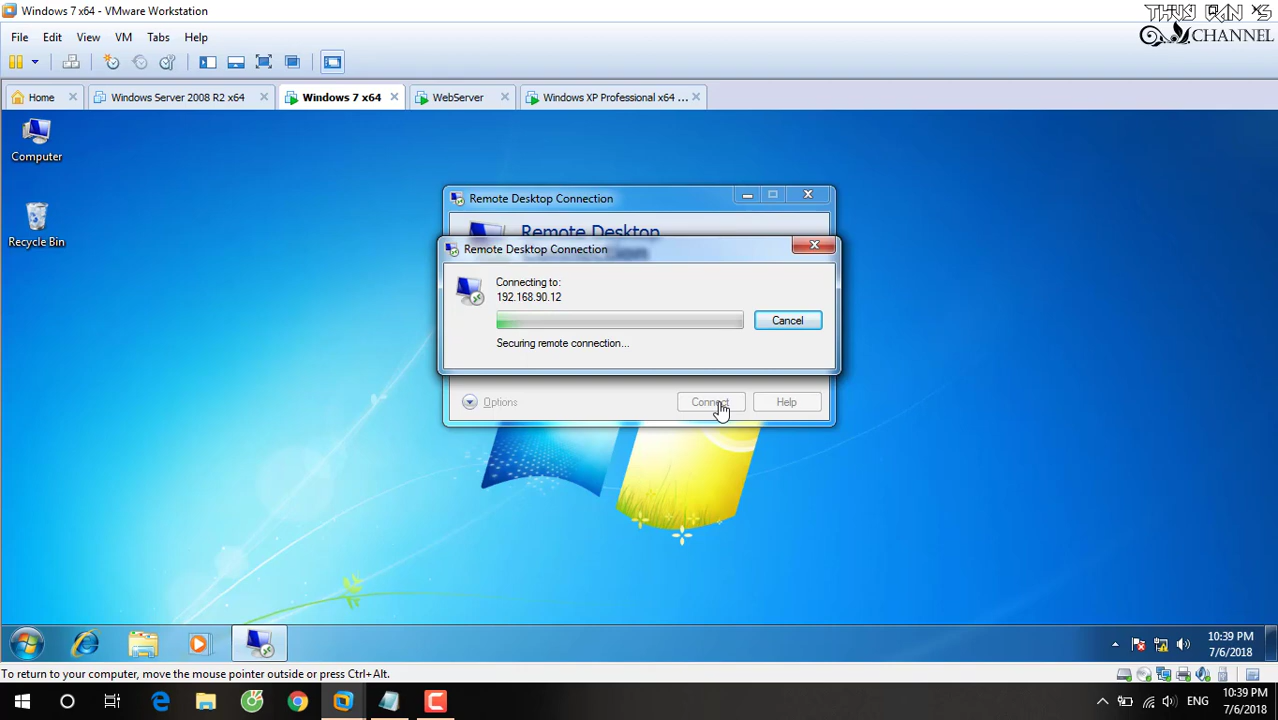 Windows 7 x64 - VMware Workstation
THUY VAN'S
CHANNEL
File Edit View VM Tabs Help
Home Windows Server 2008 R2 x64 Windows 7 x64 WebServer Windows XP Professional x64 ...
Computer
Recycle Bin
Remote Desktop Connection
Remote Desktop
Connection
Remote Desktop Connection
Connecting to:
192.168.90.12
Cancel
Securing remote connection...
Options Connect Help
10:39 PM
7/6/2018
To return to your computer, move the mouse pointer outside or press Ctrl+Alt.
ENG
10:39 PM
7/6/2018